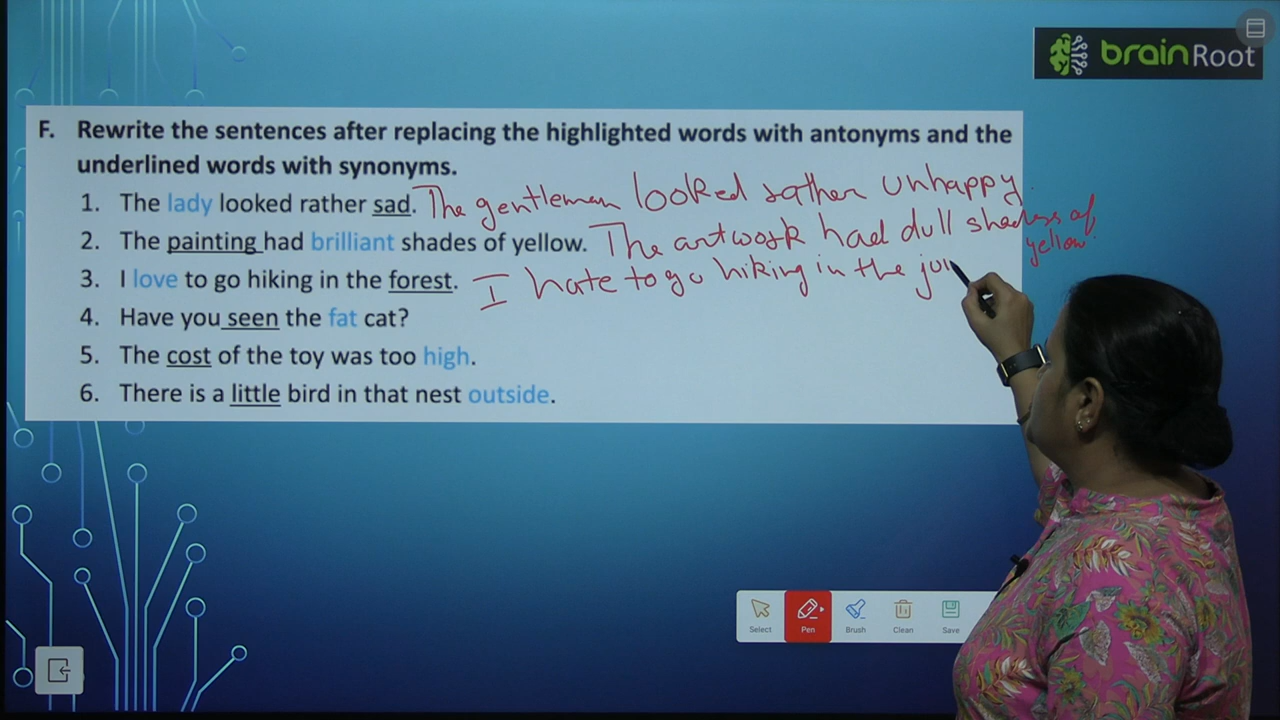 brainRoot
F. Rewrite the sentences after replacing the highlighted words with antonyms and the
underlined words with synonyms.
1. The lady looked rather sad. The gentleman looked rather unhappy.
2. The painting had brilliant shades of yellow. The artwork had dull shades of
yellow.
3. I love to go hiking in the forest. I hate to go hiking in the jun
4. Have you seen the fat cat?
5. The cost of the toy was too high.
6. There is a little bird in that nest outside.
Select Pen Brush Clean Save